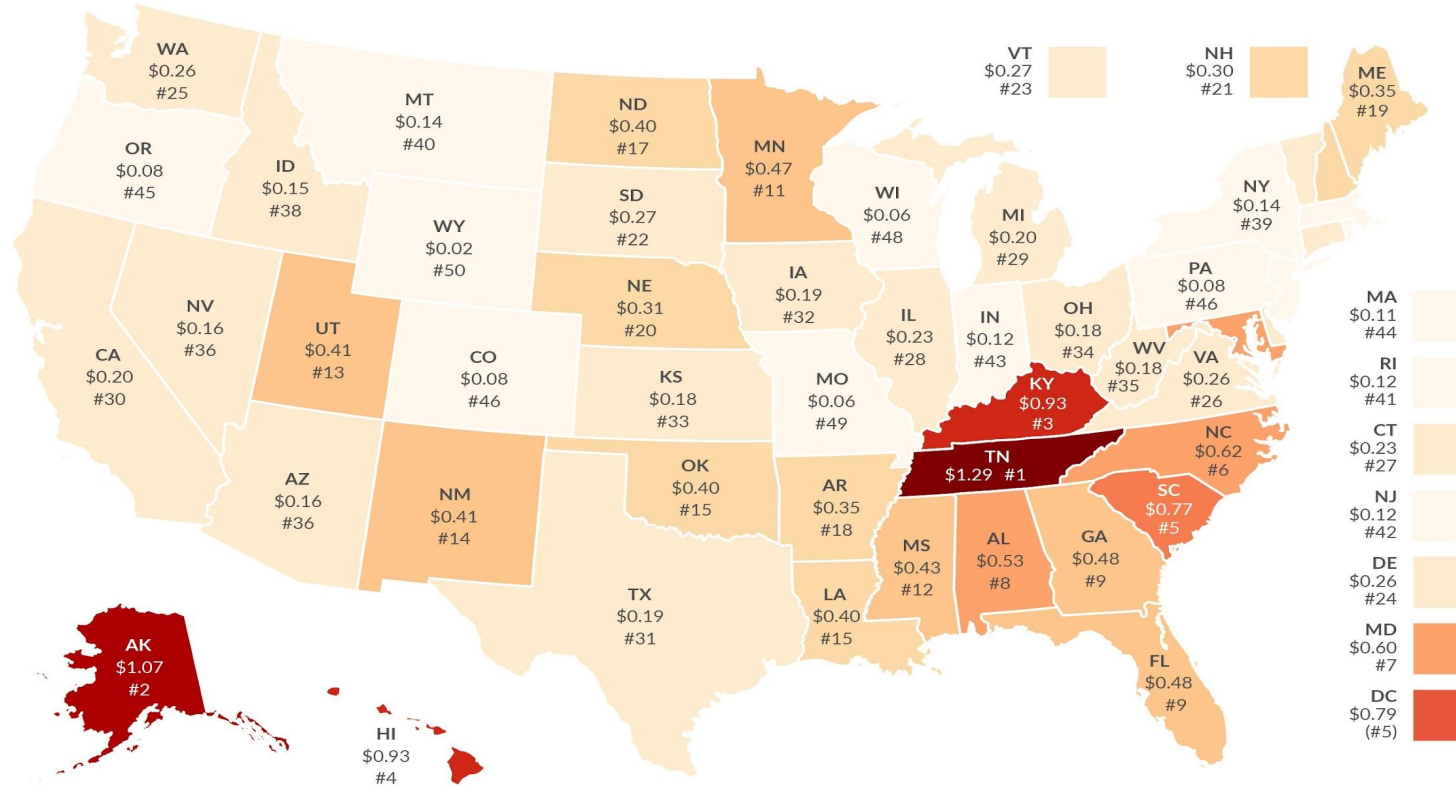 WA
$0.26
#25
OR
$0.08
#45
CA
$0.20
#30
NV
$0.16
#36
ID
$0.15
#38
MT
$0.14
#40
WY
$0.02
#50
UT
$0.41
#13
CO
$0.08
#46
AZ
$0.16
#36
NM
$0.41
#14
ND
$0.40
#17
SD
$0.27
#22
NE
$0.31
#20
KS
$0.18
#33
OK
$0.40
#15
TX
$0.19
#31
MN
$0.47
#11
IA
$0.19
#32
MO
$0.06
#49
AR
$0.35
#18
LA
$0.40
#15
WI
$0.06
#48
IL
$0.23
#28
MI
$0.20
#29
IN
$0.12
#43
OH
$0.18
#34
KY
$0.93
#3
TN
$1.29 #1
MS
$0.43
#12
AL
$0.53
#8
GA
$0.48
#9
FL
$0.48
#9
SC
$0.77
#5
NC
$0.62
#6
WV
$0.18
#35
VA
$0.26
#26
PA
$0.08
#46
NY
$0.14
#39
VT
$0.27
#23
NH
$0.30
#21
ME
$0.35
#19
MA
$0.11
#44
RI
$0.12
#41
CT
$0.23
#27
NJ
$0.12
#42
DE
$0.26
#24
MD
$0.60
#7
DC
$0.79
(#5)
AK
$1.07
#2
HI
$0.93
#4